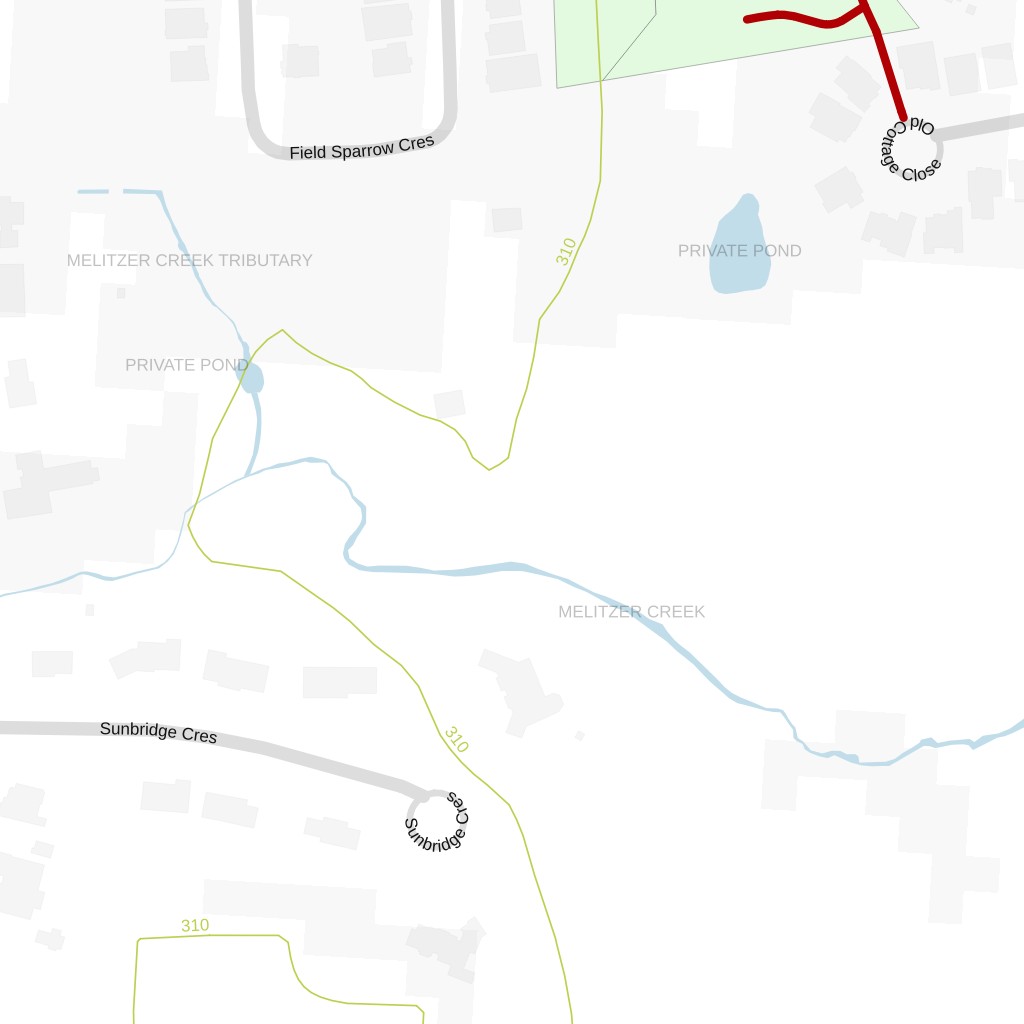 Old Cottage Close
Field Sparrow Cres
310
PRIVATE POND
MELITZER CREEK TRIBUTARY
PRIVATE POND
MELITZER CREEK
Sunbridge Cres
310
Sunbridge Cres
310